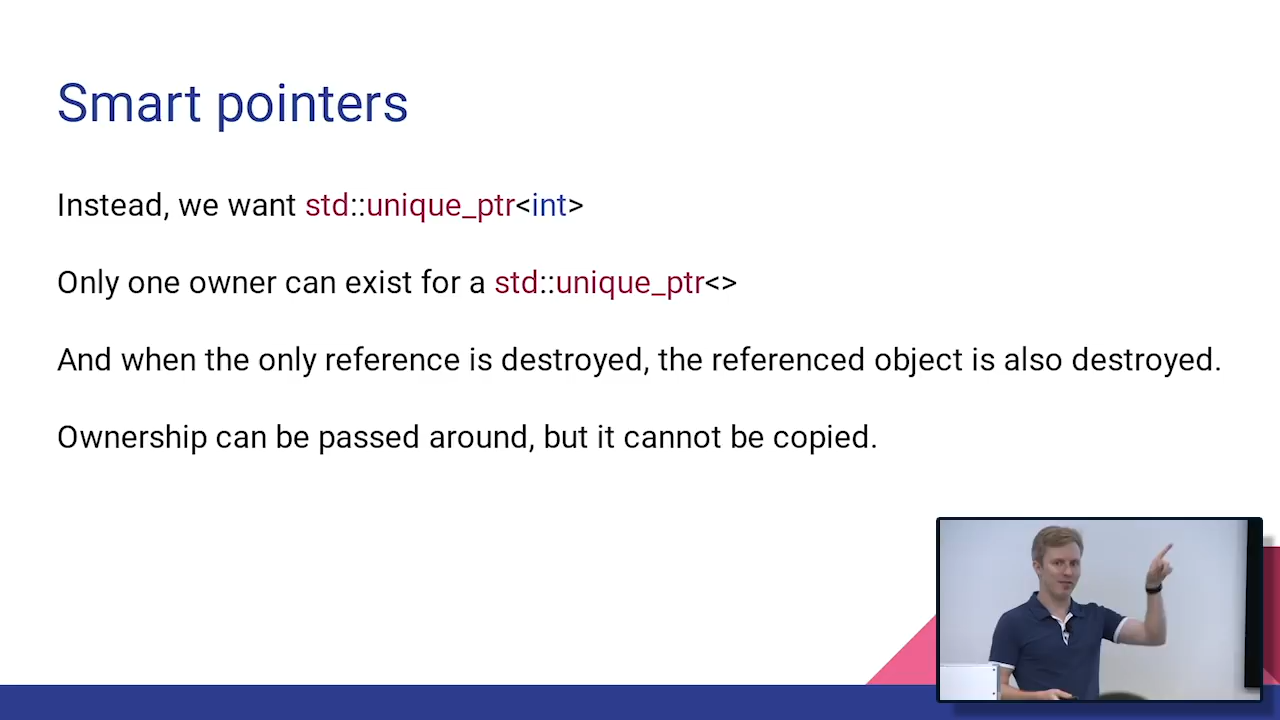 Smart pointers
Instead, we want std::unique_ptr<int>
Only one owner can exist for a std::unique_ptr<>
And when the only reference is destroyed, the referenced object is also destroyed.
Ownership can be passed around, but it cannot be copied.